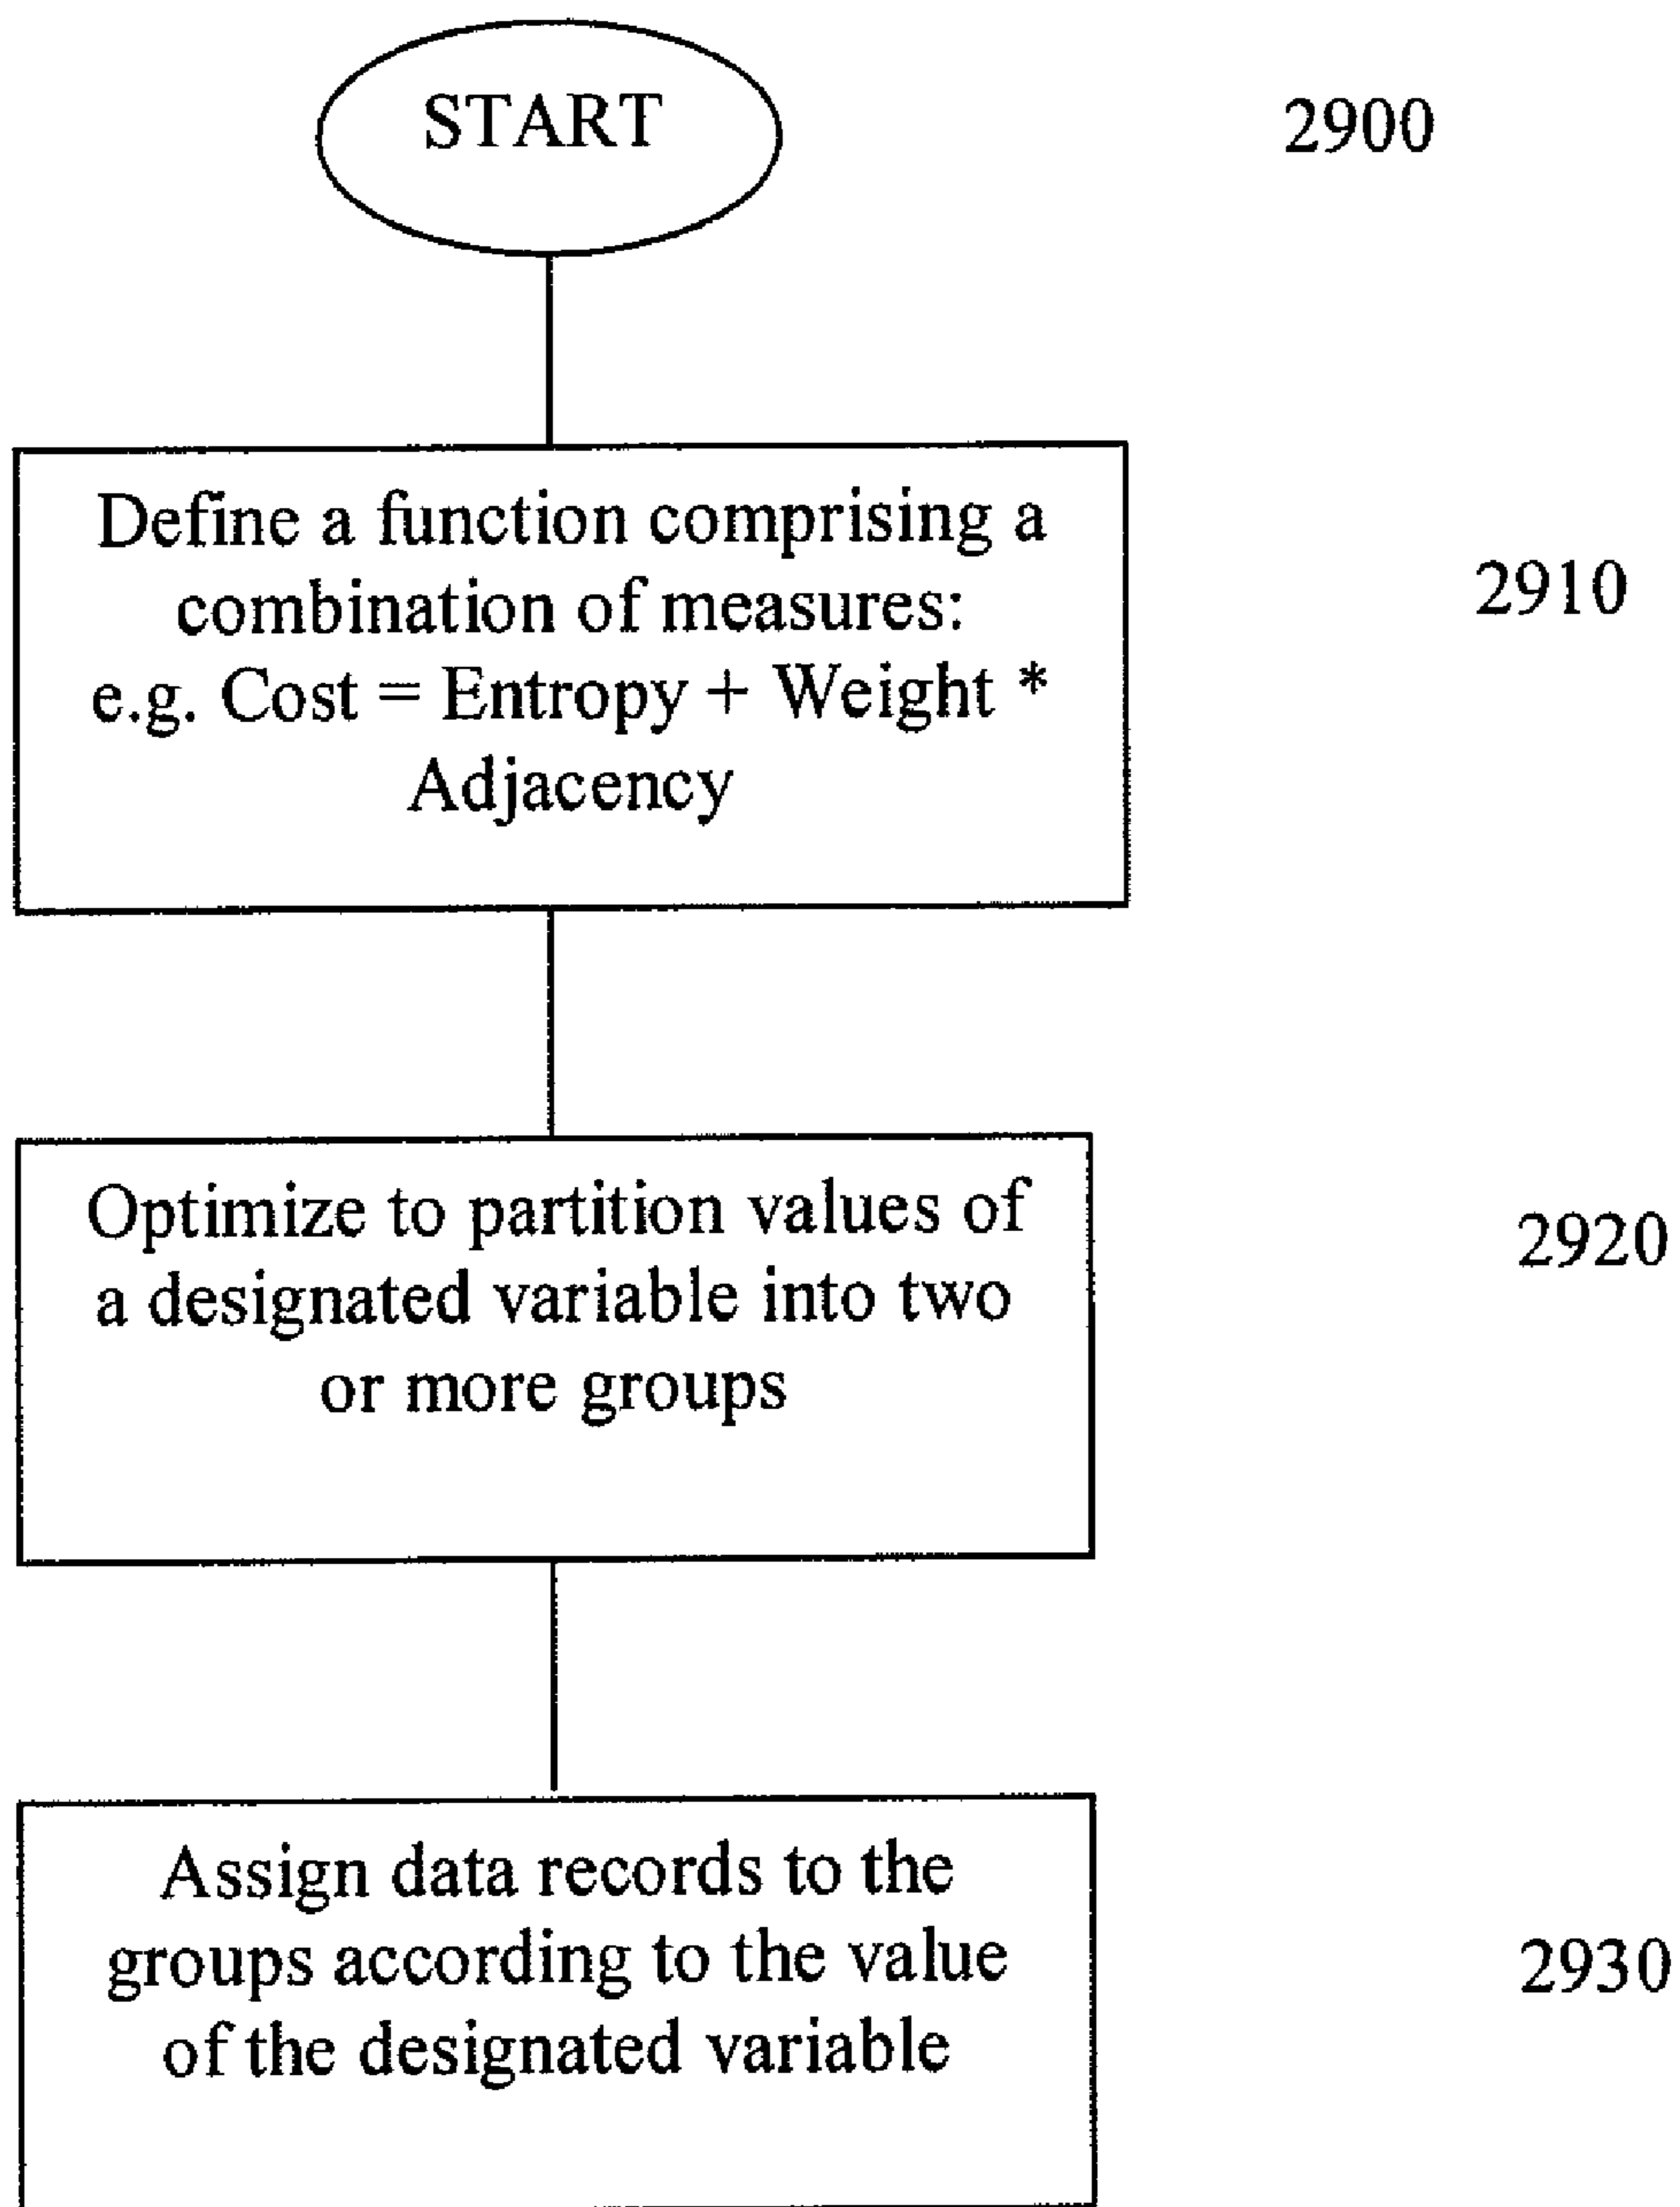 START
2900
Define a function comprising a
combination of measures:
e.g. Cost = Entropy + Weight *
Adjacency
2910
Optimize to partition values of
a designated variable into two
or more groups
2920
Assign data records to the
groups according to the value
of the designated variable
2930